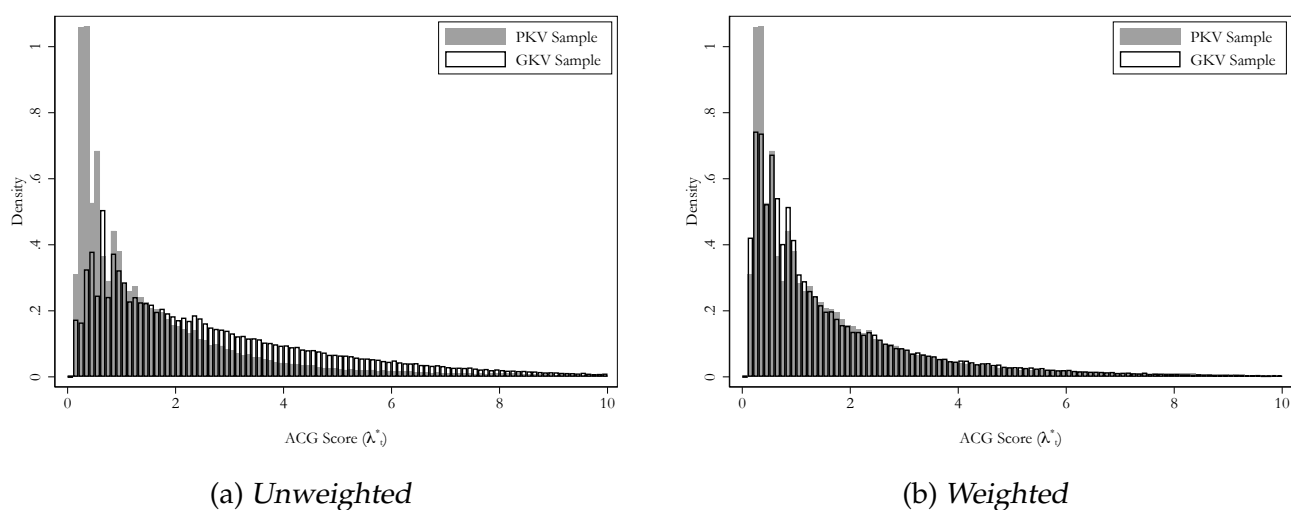 1
.8
.6
.4
.2
0
Density
PKV Sample
GKV Sample
0 2 4 6 8 10
ACG Score (λ*t)
(a) Unweighted
1
.8
.6
.4
.2
0
Density
PKV Sample
GKV Sample
0 2 4 6 8 10
ACG Score (λ*t)
(b) Weighted